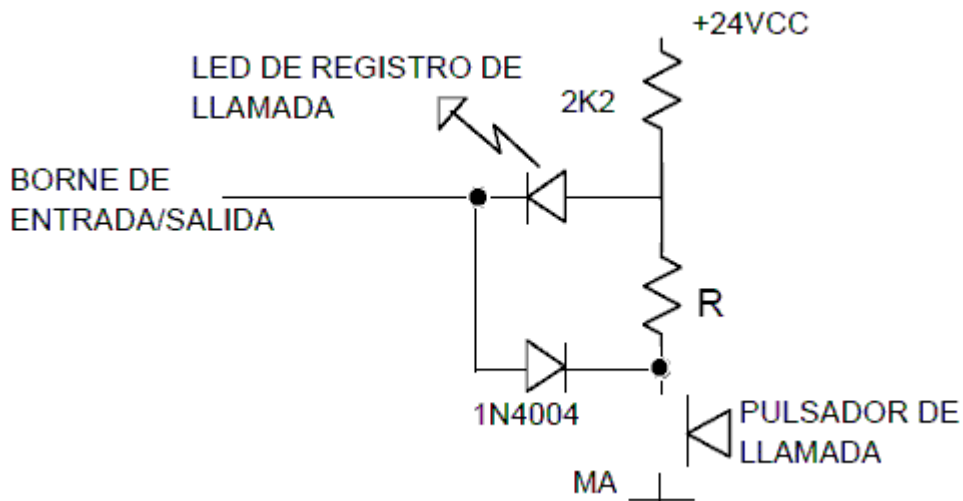 +24VCC
LED DE REGISTRO DE
LLAMADA
2K2
BORNE DE
ENTRADA/SALIDA
R
1N4004
PULSADOR DE
LLAMADA
MA